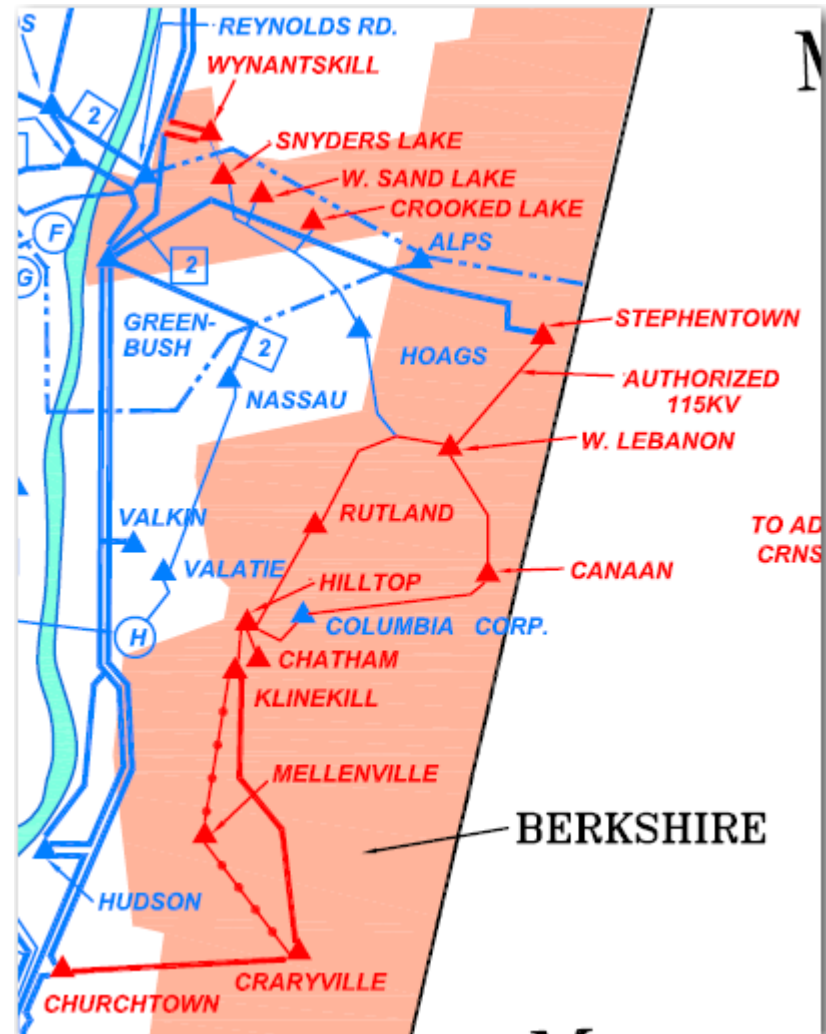 REYNOLDS RD.
WYNANTSKILL
2
SNYDERS LAKE
W. SAND LAKE
CROOKED LAKE
F
ALPS
2
G
STEPHENTOWN
GREEN-
BUSH
2
HOAGS
AUTHORIZED
115KV
NASSAU
W. LEBANON
RUTLAND
VALKIN
TO AD
CRNS
VALATIE
CANAAN
HILLTOP
COLUMBIA CORP.
H
CHATHAM
KLINEKILL
MELLENVILLE
BERKSHIRE
HUDSON
CRARYVILLE
CHURCHTOWN